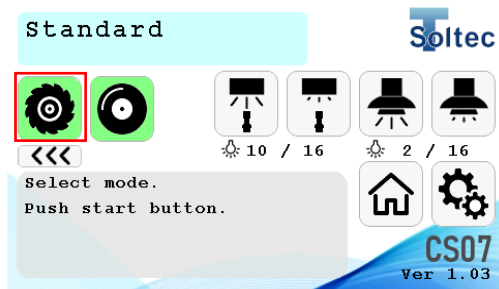 Standard
Soltec
<<<
10 / 16
2 / 16
Select mode.
Push start button.
CS07
Ver 1.03